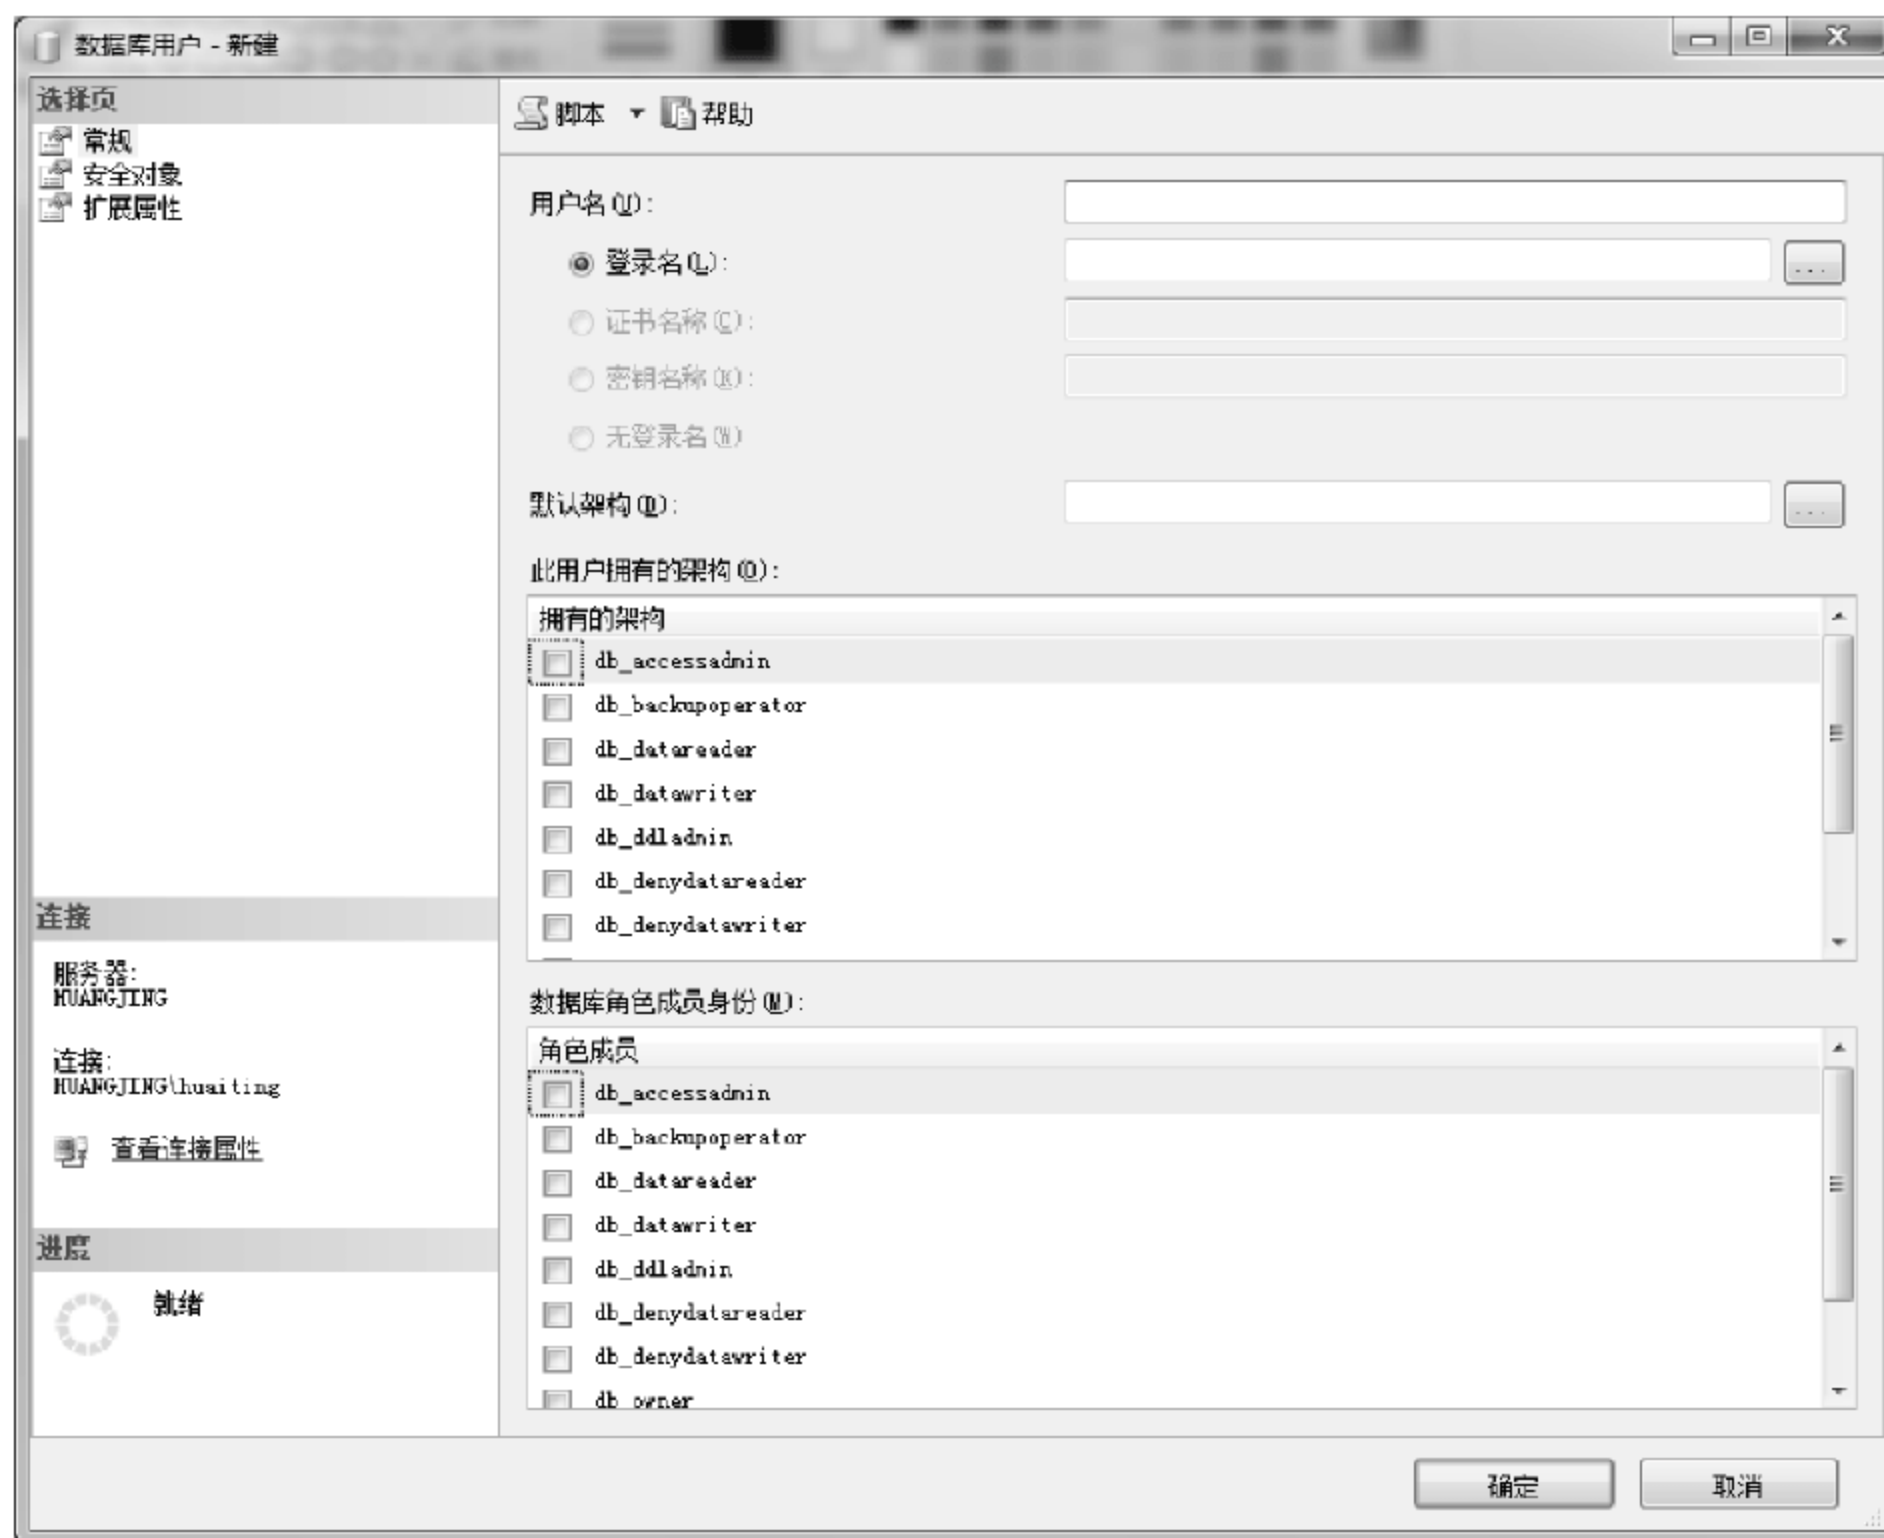 数据库用户 - 新建
选择页
常规
安全对象
扩展属性
脚本 帮助
用户名(U):
登录名(L):
...
证书名称(C):
密钥名称(K):
无登录名(W)
默认架构(D):
...
此用户拥有的架构(O):
拥有的架构
db_accessadmin
db_backupoperator
db_datareader
db_datawriter
db_ddladmin
db_denydatareader
db_denydatawriter
数据库角色成员身份(M):
角色成员
db_accessadmin
db_backupoperator
db_datareader
db_datawriter
db_ddladmin
db_denydatareader
db_denydatawriter
db_owner
连接
服务器:
HUANGJING
连接:
HUANGJING\huaiting
查看连接属性
进度
就绪
确定
取消